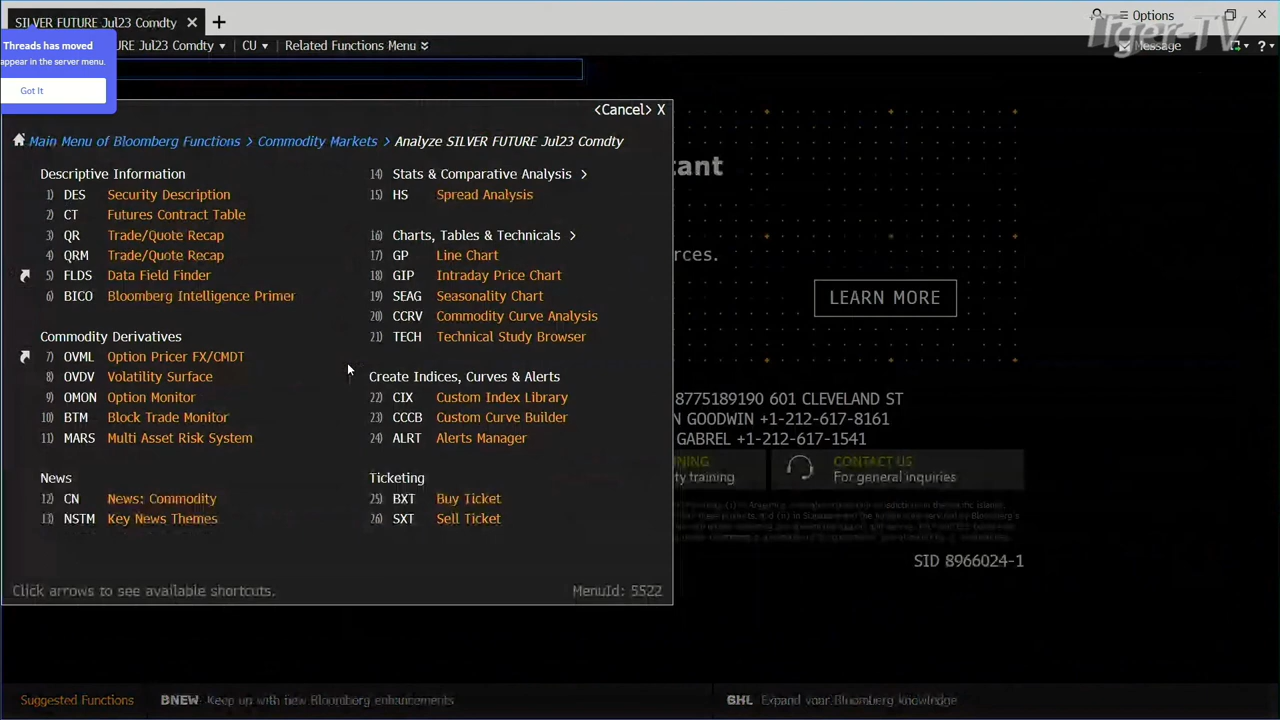 SILVER FUTURE Jul23 Comdty
Options
Tiger-TV
Threads has moved
appear in the server menu.
Got It
URE Jul23 Comdty
CU
Related Functions Menu
Message
?
<Cancel> X
Main Menu of Bloomberg Functions > Commodity Markets > Analyze SILVER FUTURE Jul23 Comdty
Descriptive Information
1) DES Security Description
2) CT Futures Contract Table
3) QR Trade/Quote Recap
4) QRM Trade/Quote Recap
5) FLDS Data Field Finder
6) BICO Bloomberg Intelligence Primer
Commodity Derivatives
7) OVML Option Pricer FX/CMDT
8) OVDV Volatility Surface
9) OMON Option Monitor
10) BTM Block Trade Monitor
11) MARS Multi Asset Risk System
News
12) CN News: Commodity
13) NSTM Key News Themes
14) Stats & Comparative Analysis >
15) HS Spread Analysis
16) Charts, Tables & Technicals >
17) GP Line Chart
18) GIP Intraday Price Chart
19) SEAG Seasonality Chart
20) CCRV Commodity Curve Analysis
21) TECH Technical Study Browser
Create Indices, Curves & Alerts
22) CIX Custom Index Library
23) CCCB Custom Curve Builder
24) ALRT Alerts Manager
Ticketing
25) BXT Buy Ticket
26) SXT Sell Ticket
Click arrows to see available shortcuts.
MenuId: 5522
tant
rces.
LEARN MORE
8775189190 601 CLEVELAND ST
N GOODWIN +1-212-617-8161
GABREL +1-212-617-1541
NING
ty training
CONTACT US
For general inquiries
SID 8966024-1
Suggested Functions
BNEW Keep up with new Bloomberg enhancements
GHL Expand your Bloomberg knowledge